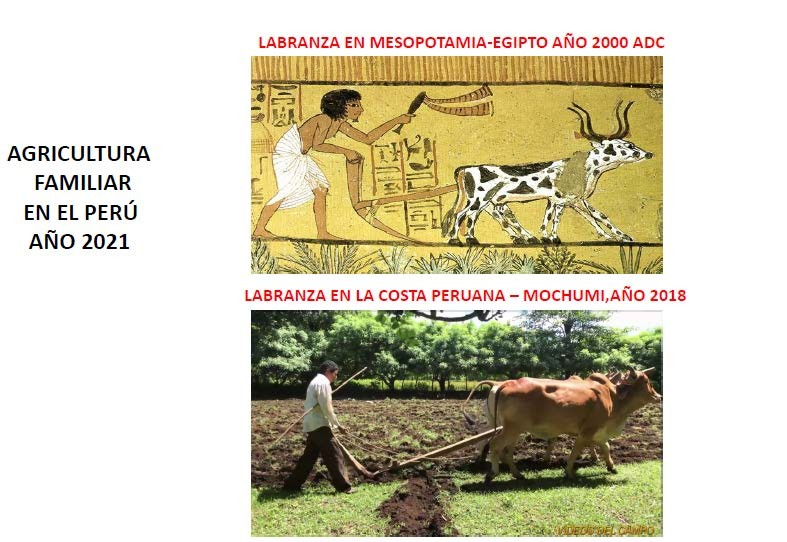 LABRANZA EN MESOPOTAMIA-EGIPTO AÑO 2000 ADC
AGRICULTURA
FAMILIAR
EN EL PERÚ
AÑO 2021
LABRANZA EN LA COSTA PERUANA – MOCHUMI,AÑO 2018
VIDEOS DEL CAMPO